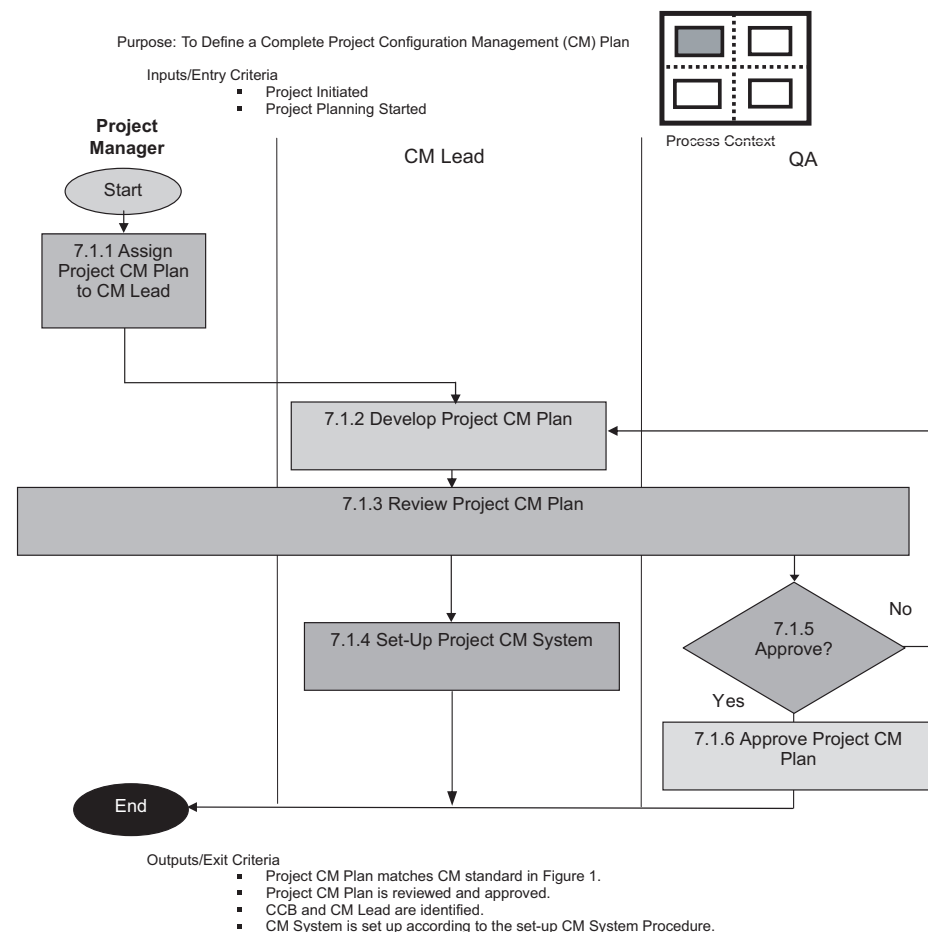 Purpose: To Define a Complete Project Configuration Management (CM) Plan
Inputs/Entry Criteria
▪ Project Initiated
▪ Project Planning Started
Process Context
Project
Manager
CM Lead
QA
Start
7.1.1 Assign
Project CM Plan
to CM Lead
7.1.2 Develop Project CM Plan
7.1.3 Review Project CM Plan
7.1.4 Set-Up Project CM System
7.1.5
Approve?
No
Yes
7.1.6 Approve Project CM
Plan
End
Outputs/Exit Criteria
▪ Project CM Plan matches CM standard in Figure 1.
▪ Project CM Plan is reviewed and approved.
▪ CCB and CM Lead are identified.
▪ CM System is set up according to the set-up CM System Procedure.